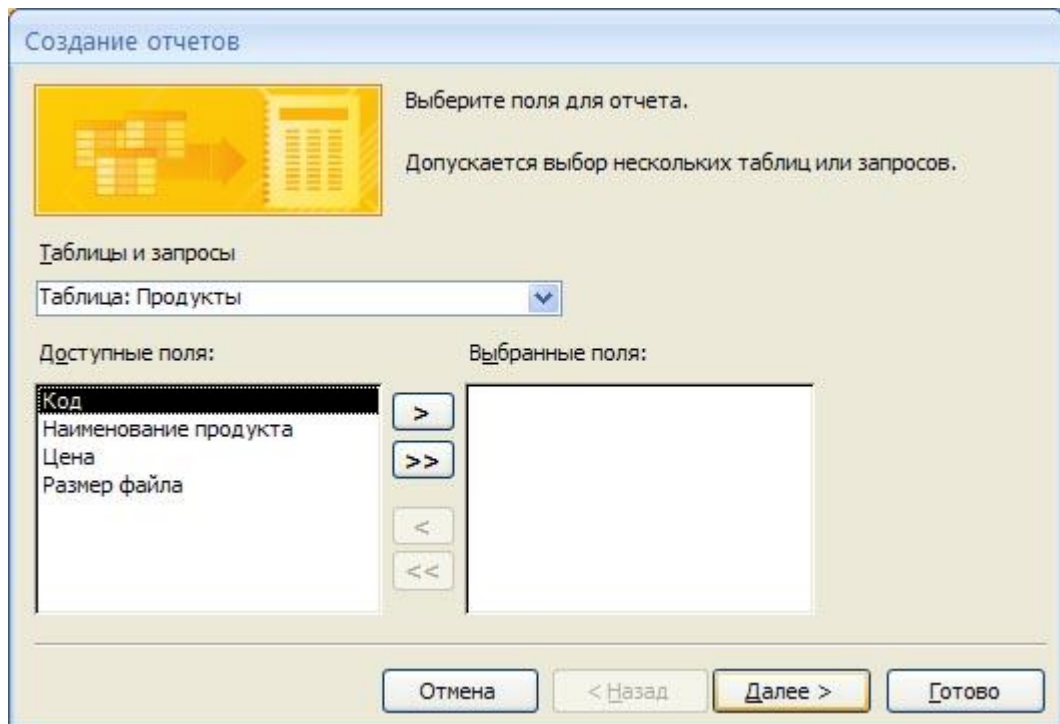 Создание отчетов
Выберите поля для отчета.
Допускается выбор нескольких таблиц или запросов.
Таблицы и запросы
Таблица: Продукты
Доступные поля:
Выбранные поля:
Код
Наименование продукта
Цена
Размер файла
>
>>
<
<<
Отмена
< Назад
Далее >
Готово